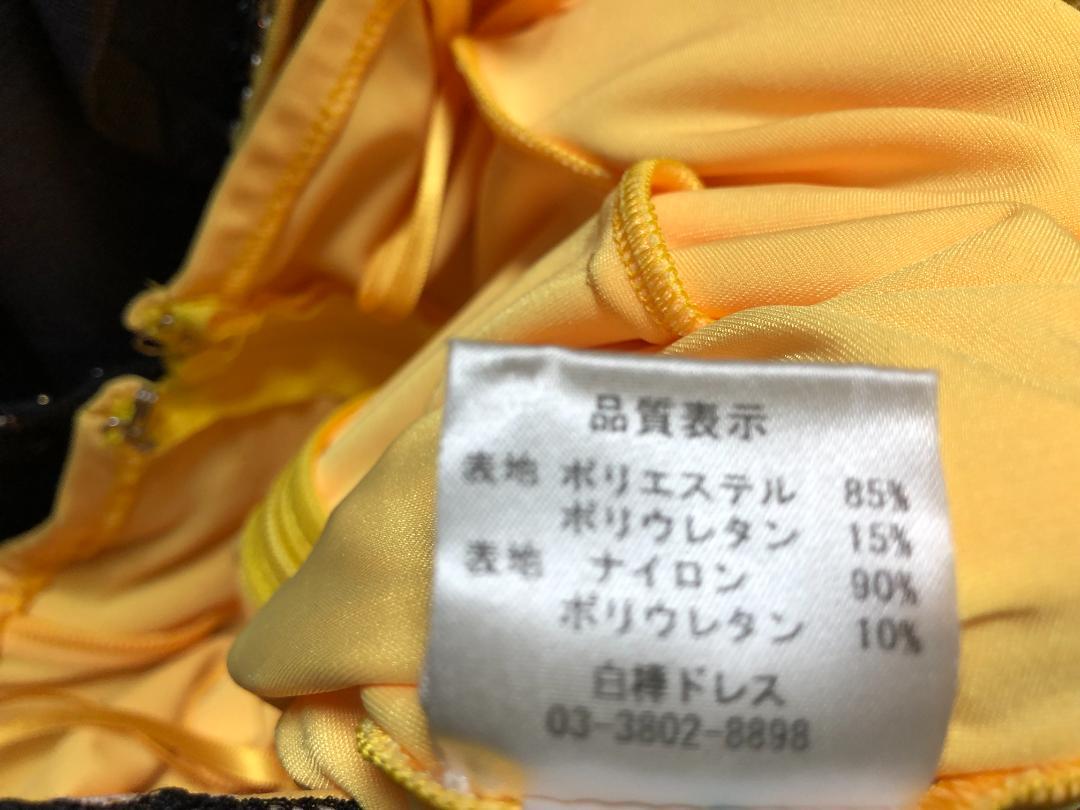 品質表示
表地 ポリエステル 85%
ポリウレタン 15%
表地 ナイロン 90%
ポリウレタン 10%
白樺ドレス
03-3802-8898